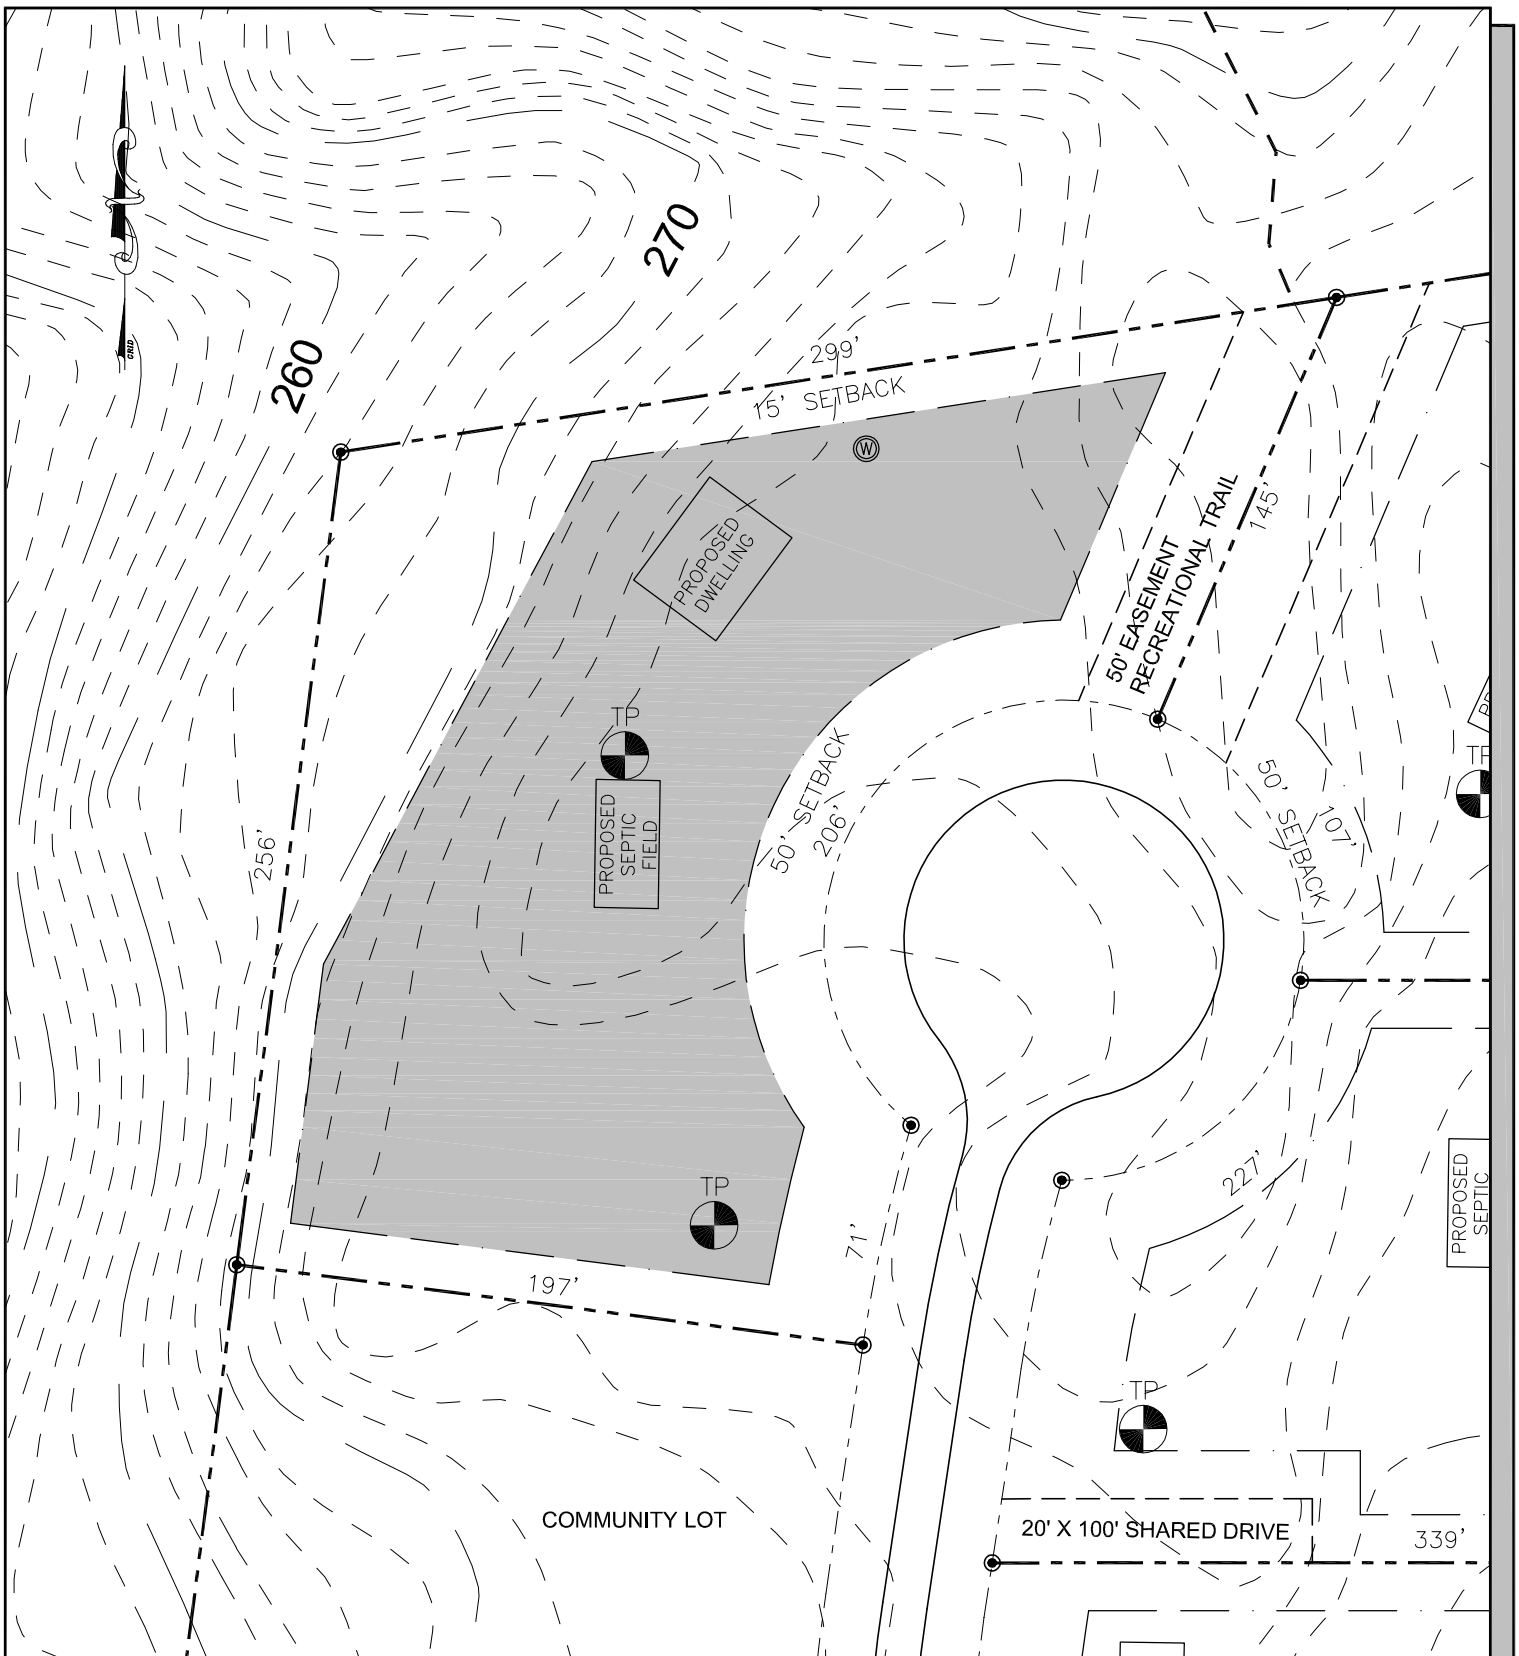 GRID
270
260
299'
15' SETBACK
W
PROPOSED
DWELLING
50' EASEMENT
RECREATIONAL TRAIL
145'
TP
PROPOSED
SEPTIC
FIELD
50' SETBACK
206'
50' SETBACK
107'
TP
256'
TP
71'
197'
227'
PROPOSED
SEPTIC
TP
COMMUNITY LOT
20' X 100' SHARED DRIVE
339'